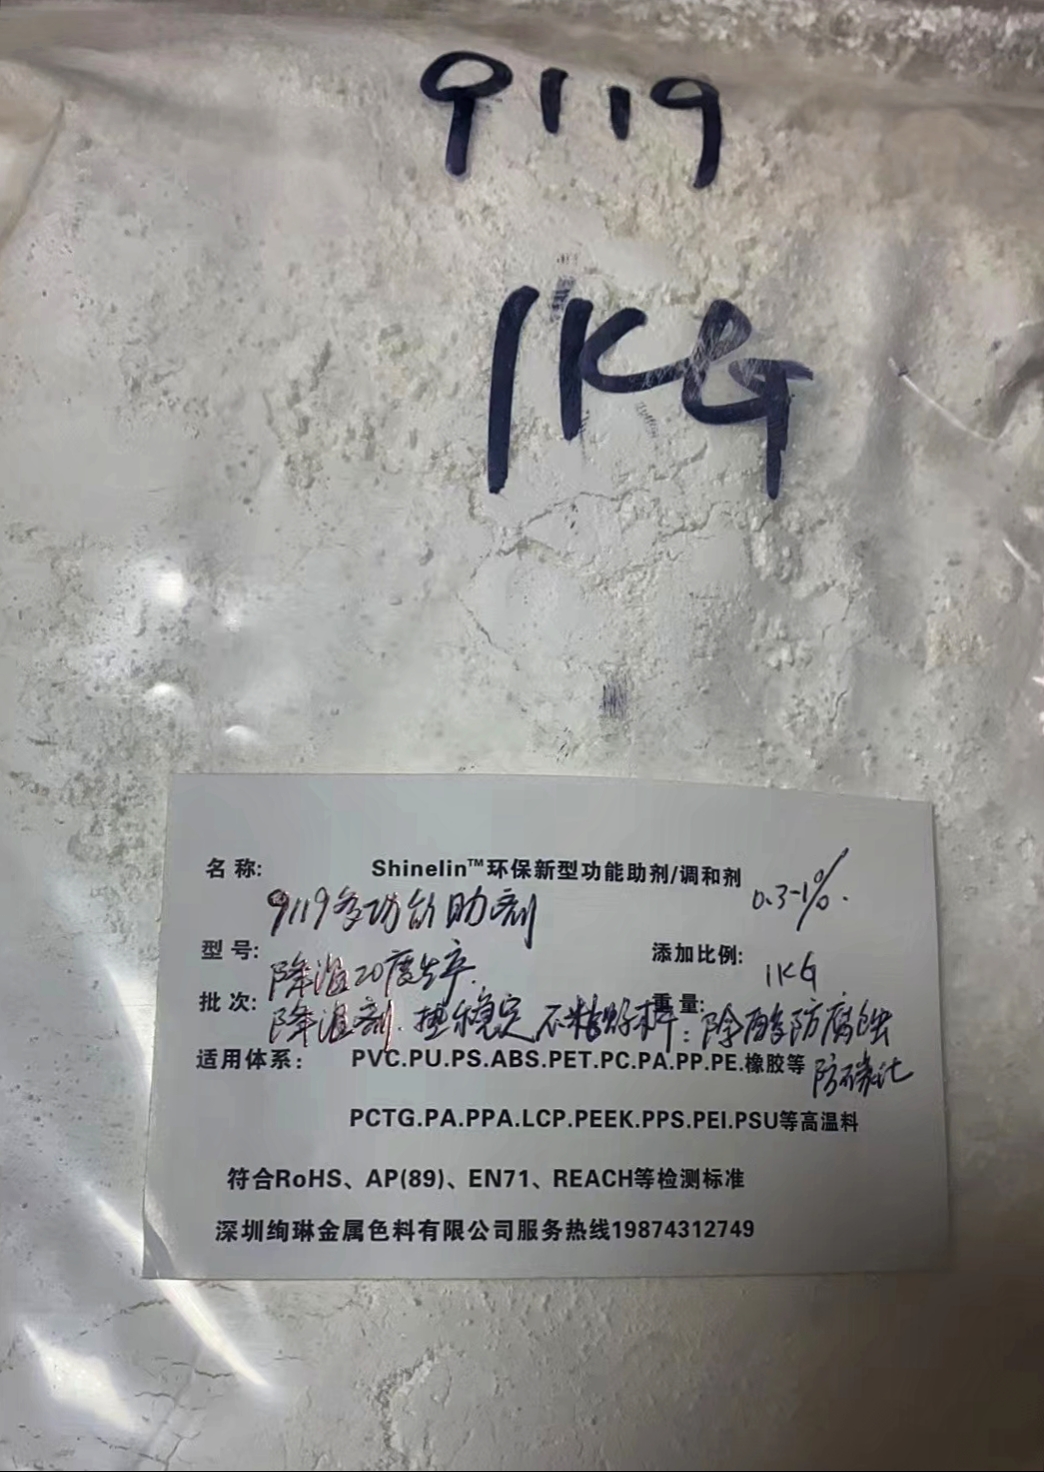 9119
1KG
名 称: Shinelin™环保新型功能助剂/调和剂
0.3-1%.
9119多功能助剂
型 号: 添加比例:
降温20度生产. 1KG
批 次: 重 量:
降温剂. 稳定 不粘螺杆: 除酸防腐蚀
适用体系: PVC.PU.PS.ABS.PET.PC.PA.PP.PE.橡胶等
防碳化
PCTG.PA.PPA.LCP.PEEK.PPS.PEI.PSU等高温料
符合RoHS、AP(89)、EN71、REACH等检测标准
深圳绚琳金属色料有限公司服务热线19874312749